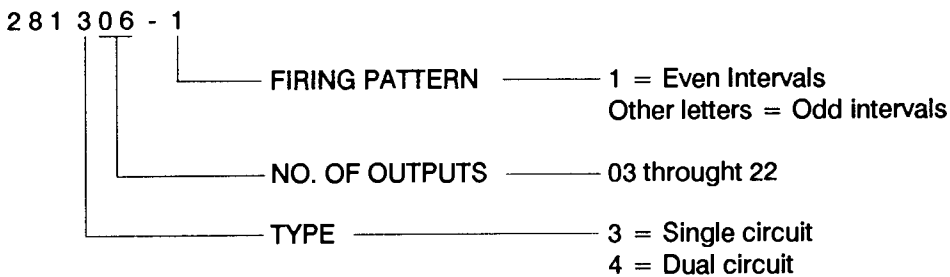 281306-1
FIRING PATTERN 1 = Even Intervals
Other letters = Odd intervals
NO. OF OUTPUTS 03 throught 22
TYPE 3 = Single circuit
4 = Dual circuit